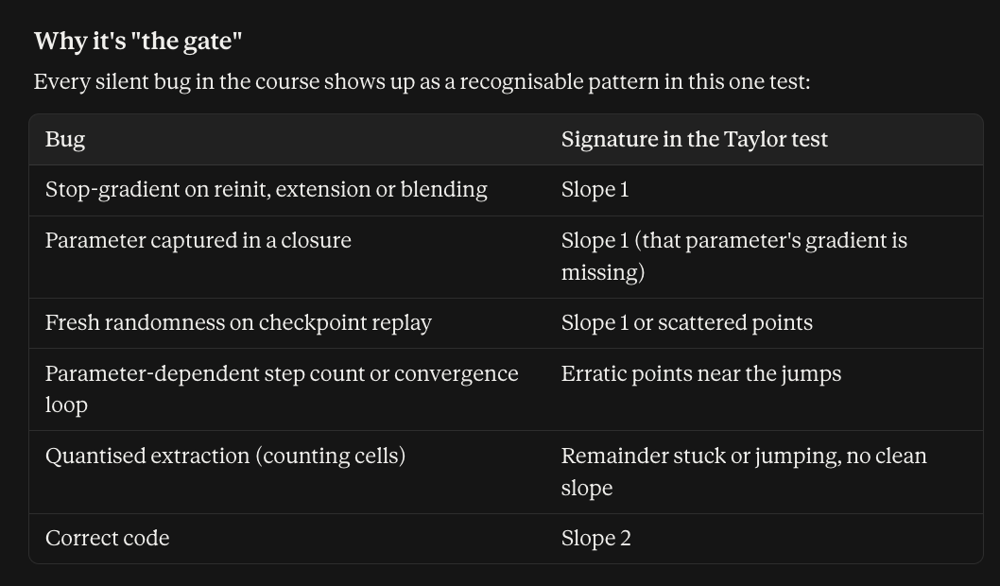 Why it's "the gate"
Every silent bug in the course shows up as a recognisable pattern in this one test:
Bug
Signature in the Taylor test
Stop-gradient on reinit, extension or blending
Slope 1
Parameter captured in a closure
Slope 1 (that parameter's gradient is
missing)
Fresh randomness on checkpoint replay
Slope 1 or scattered points
Parameter-dependent step count or convergence
loop
Erratic points near the jumps
Quantised extraction (counting cells)
Remainder stuck or jumping, no clean
slope
Correct code
Slope 2